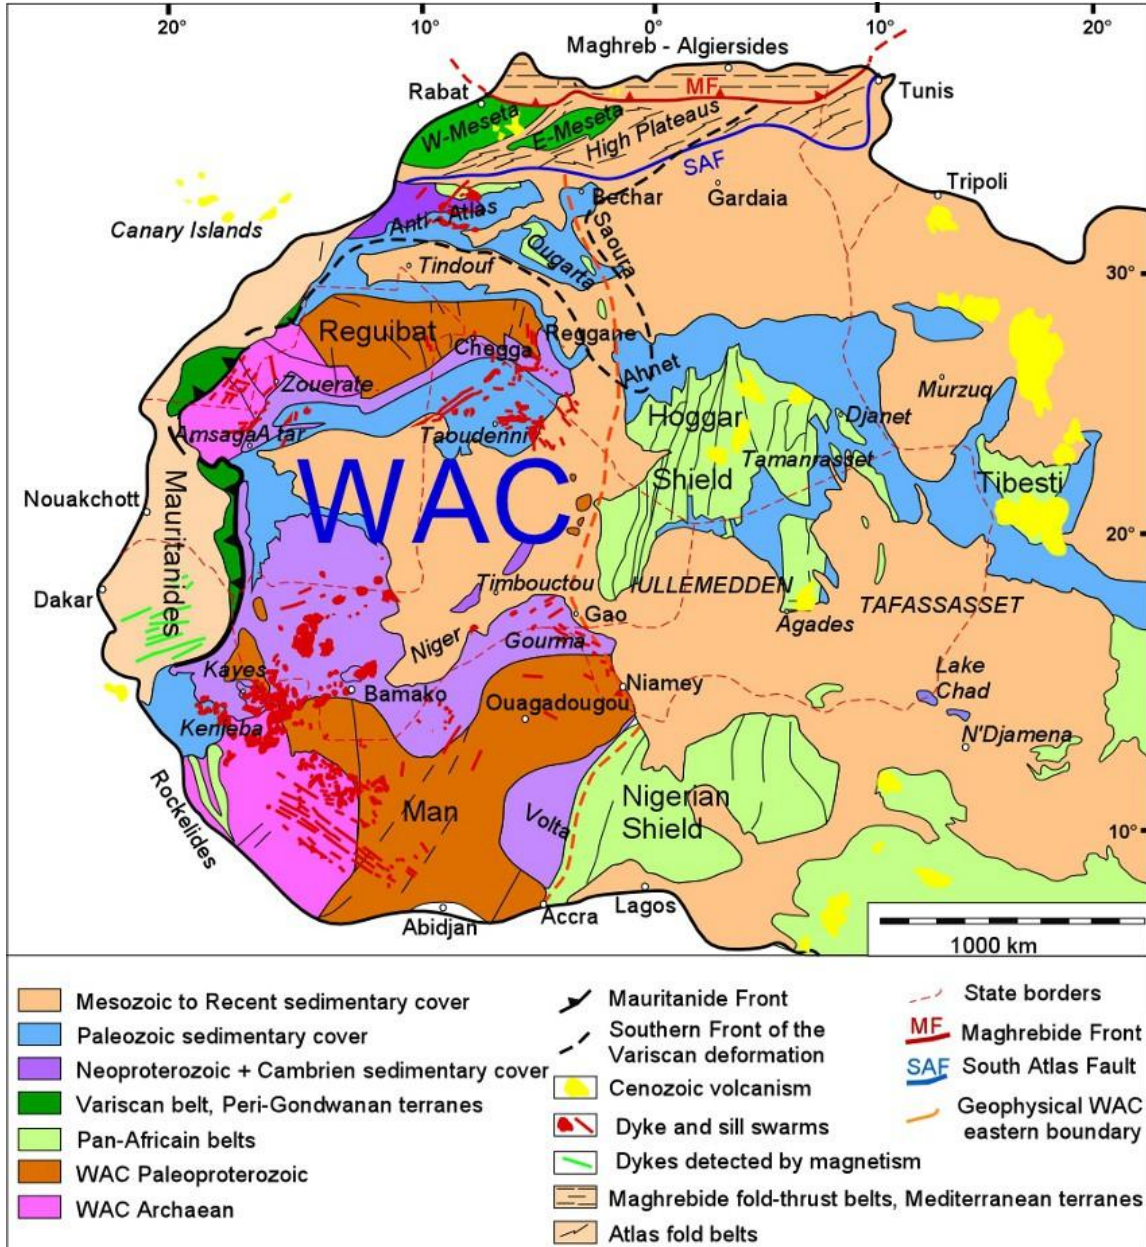 20° 10° 0° 10° 20°
Maghreb - Algiersides
Rabat
MF
Tunis
W-Meseta
E-Meseta
High Plateaus
SAF
Tripoli
Bechar
Gardaia
Canary Islands
Anti - Atlas
Saoura
Ougarta
Tindouf
30°
Reguibat
Reggane
Chegga
Ahnet
Zouerate
Murzuq
Hoggar
Djanet
Amsaga
Atar
Taoudenni
Tamanrasset
WAC
Shield
Tibesti
Nouakchott
Mauritanides
20°
Timbouctou
IULLEMEDDEN
Dakar
TAFASSASSET
Gao
Agades
Niger
Gourma
Kayes
Lake
Chad
Bamako
Niamey
Ouagadougou
Kenieba
N'Djamena
Rockelides
Man
Volta
Nigerian
Shield
10°
Abidjan
Accra
Lagos
1000 km
Mesozoic to Recent sedimentary cover
Paleozoic sedimentary cover
Neoproterozoic + Cambrien sedimentary cover
Variscan belt, Peri-Gondwanan terranes
Pan-Africain belts
WAC Paleoproterozoic
WAC Archaean
Mauritanide Front
Southern Front of the
Variscan deformation
Cenozoic volcanism
Dyke and sill swarms
Dykes detected by magnetism
Maghrebide fold-thrust belts, Mediterranean terranes
Atlas fold belts
State borders
MF Maghrebide Front
SAF South Atlas Fault
Geophysical WAC
eastern boundary